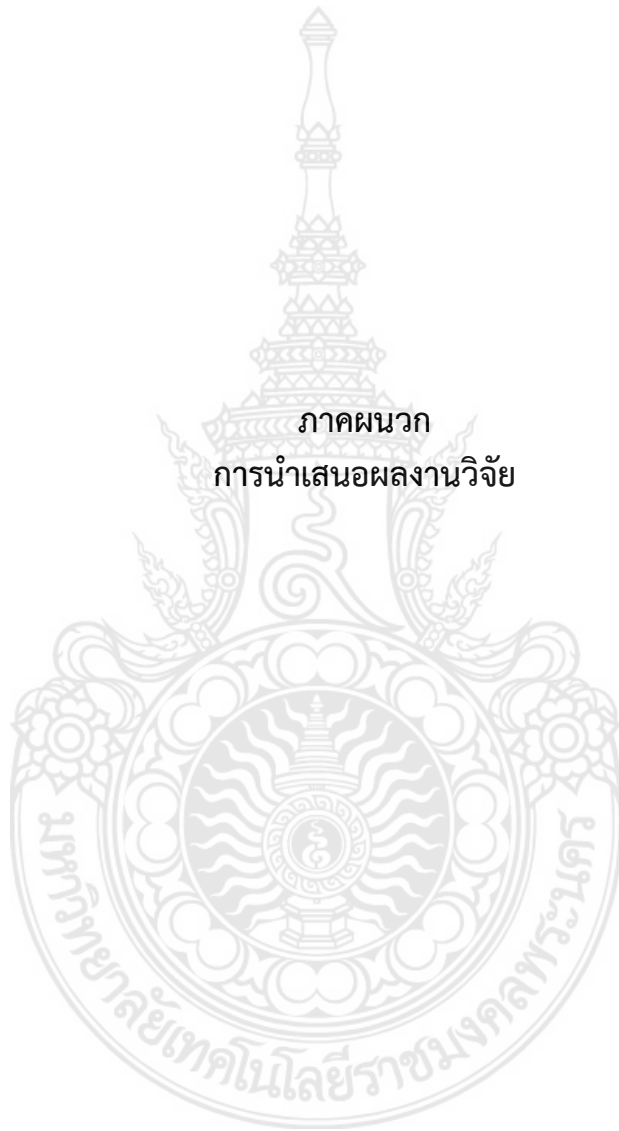 ภาคผนวก
การนำเสนอผลงานวิจัย
มหาวิทยาลัยเทคโนโลยีราชมงคลพระนคร